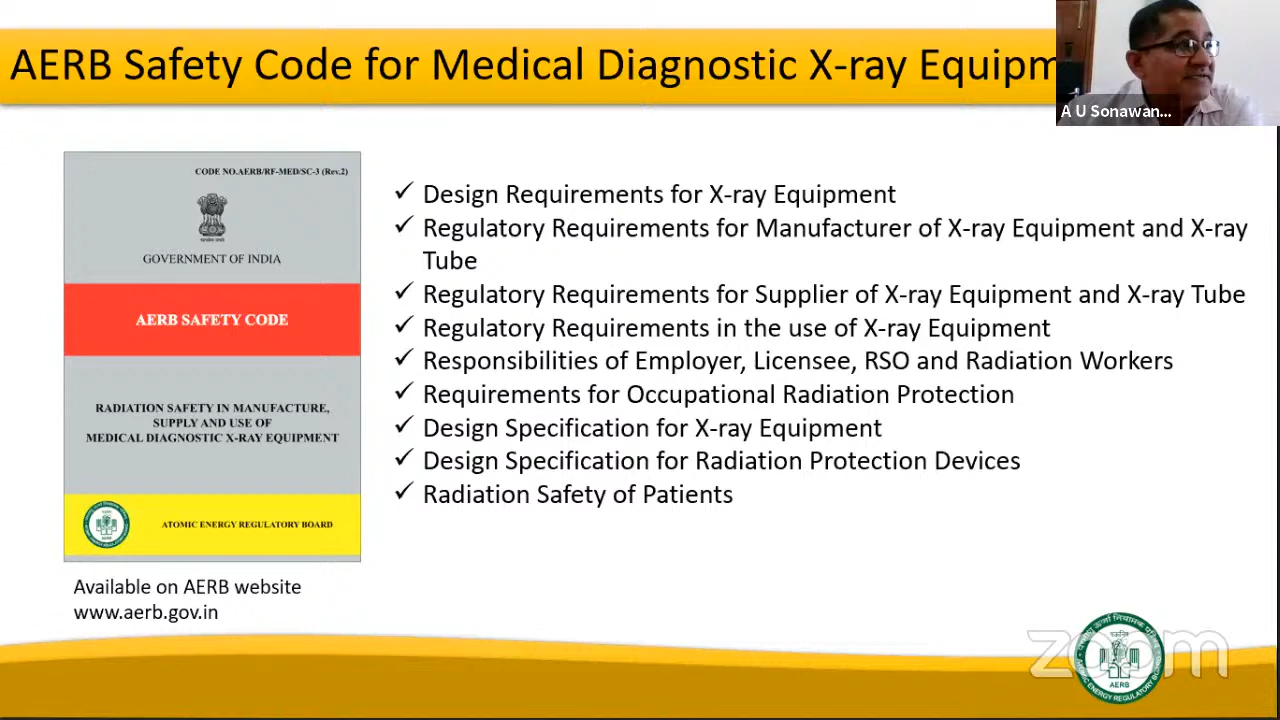 AERB Safety Code for Medical Diagnostic X-ray Equipm
A U Sonawan...
CODE NO.AERB/RF-MED/SC-3 (Rev.2)
GOVERNMENT OF INDIA
AERB SAFETY CODE
RADIATION SAFETY IN MANUFACTURE,
SUPPLY AND USE OF
MEDICAL DIAGNOSTIC X-RAY EQUIPMENT
ATOMIC ENERGY REGULATORY BOARD
Available on AERB website
www.aerb.gov.in
✓ Design Requirements for X-ray Equipment
✓ Regulatory Requirements for Manufacturer of X-ray Equipment and X-ray
Tube
✓ Regulatory Requirements for Supplier of X-ray Equipment and X-ray Tube
✓ Regulatory Requirements in the use of X-ray Equipment
✓ Responsibilities of Employer, Licensee, RSO and Radiation Workers
✓ Requirements for Occupational Radiation Protection
✓ Design Specification for X-ray Equipment
✓ Design Specification for Radiation Protection Devices
✓ Radiation Safety of Patients
zoom
AERB
ATOMIC ENERGY REGULATORY BOARD